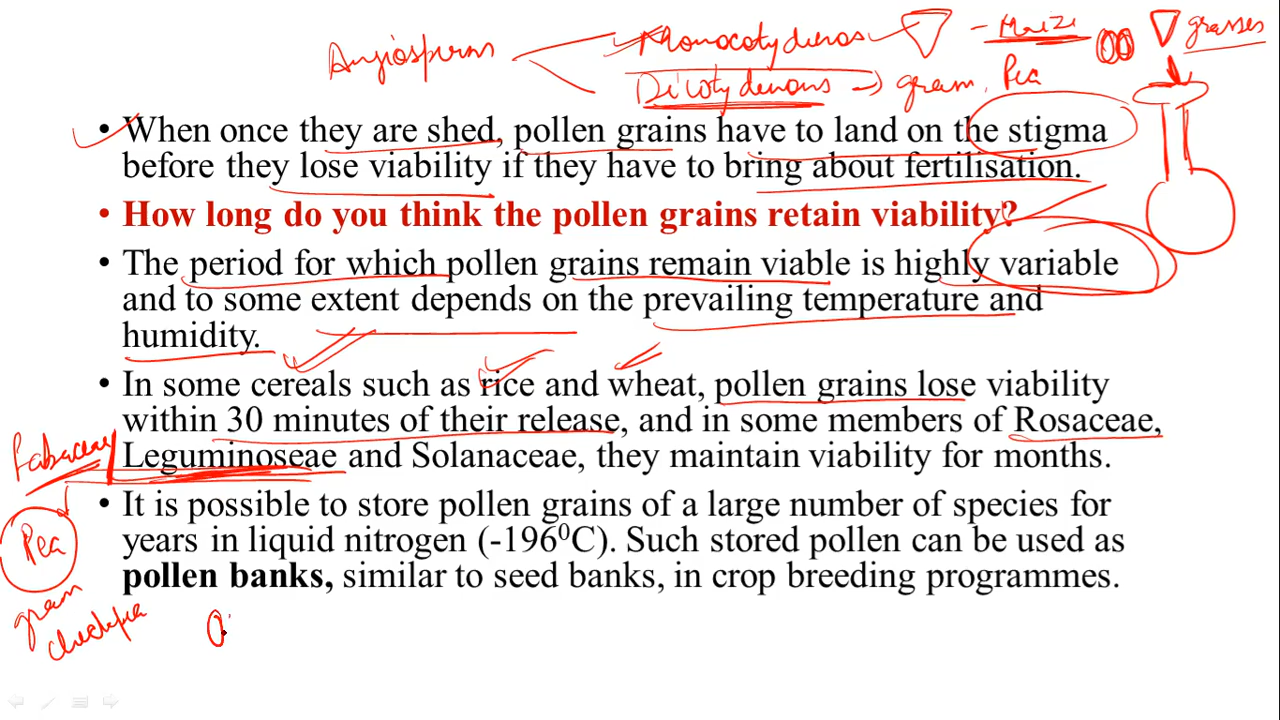 Angiosperms
Monocotydenos - Maize grasses
Dicotydenous → gram, Pea
• When once they are shed, pollen grains have to land on the stigma
before they lose viability if they have to bring about fertilisation.
• How long do you think the pollen grains retain viability?
• The period for which pollen grains remain viable is highly variable
and to some extent depends on the prevailing temperature and
humidity.
• In some cereals such as rice and wheat, pollen grains lose viability
within 30 minutes of their release, and in some members of Rosaceae,
Fabaceae
Leguminoseae and Solanaceae, they maintain viability for months.
• It is possible to store pollen grains of a large number of species for
Pea
years in liquid nitrogen (-196⁰C). Such stored pollen can be used as
pollen banks, similar to seed banks, in crop breeding programmes.
gram
chickpea